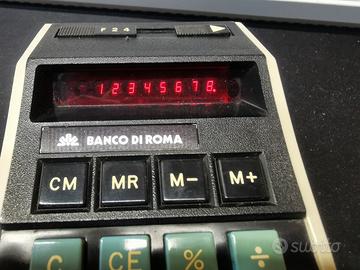 F 2 4
12345678.
BANCO DI ROMA
CM MR M- M+
C CE % ÷
subito